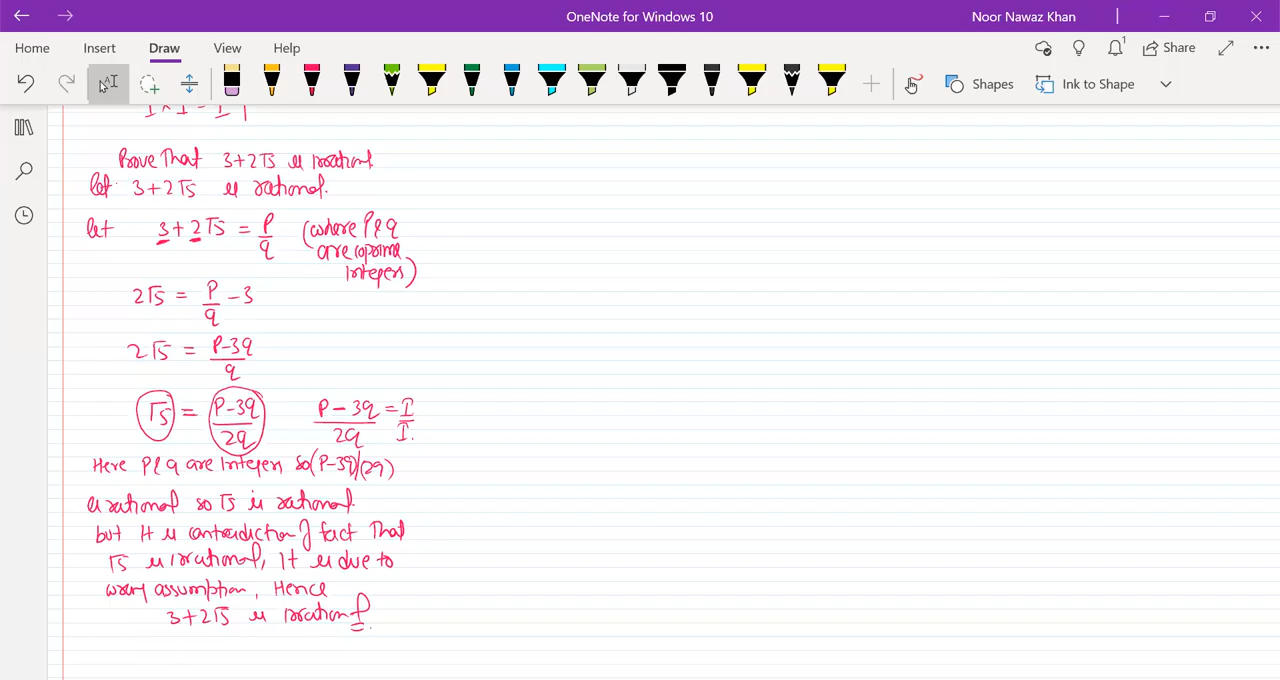 OneNote for Windows 10
Noor Nawaz Khan
Home Insert Draw View Help
1
Share
Shapes
Ink to Shape
I × I = I
Prove That 3+2√5 is irrational.
let 3+2√5 is rational.
let 3+2√5 = P/q (where P & q
are coprime
integers)
2√5 = P/q - 3
2√5 = P-3q/q
√5 = P-3q/2q P-3q/2q = I/I.
Here P & q are Integers so (P-3q)/(2q)
is rational so √5 is rational.
but It is contradiction of fact That
√5 is irrational, It is due to
wrong assumption, Hence
3+2√5 is irrational.